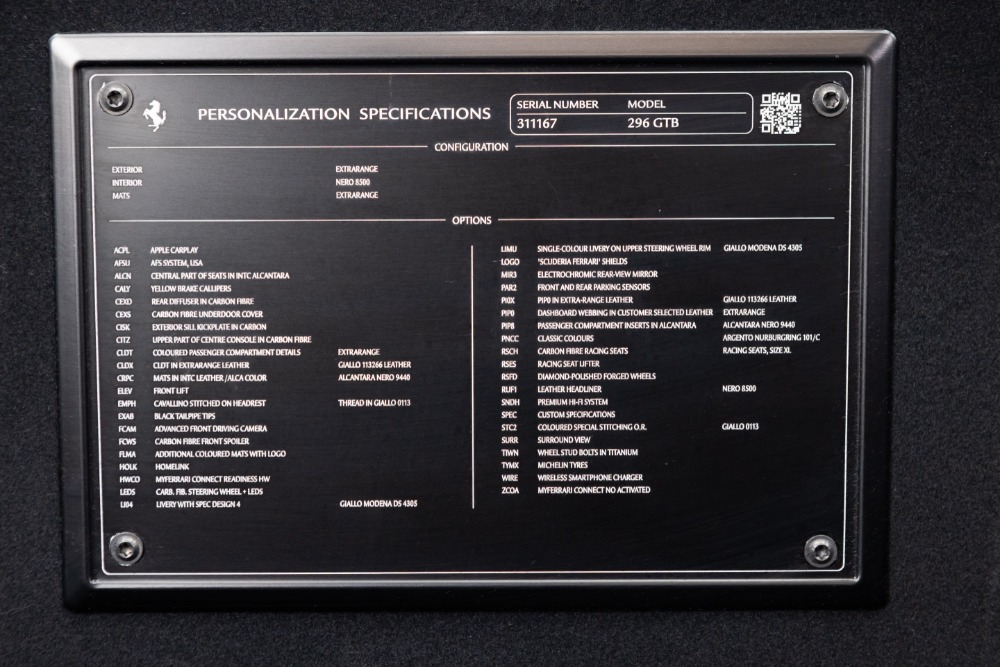 PERSONALIZATION SPECIFICATIONS
SERIAL NUMBER MODEL
311167 296 GTB
CONFIGURATION
EXTERIOR EXTRARANGE
INTERIOR NERO 8500
MATS EXTRARANGE
OPTIONS
ACPL APPLE CARPLAY
AFSU AFS SYSTEM, USA
ALCN CENTRAL PART OF SEATS IN INTC ALCANTARA
CALY YELLOW BRAKE CALLIPERS
CEXD REAR DIFFUSER IN CARBON FIBRE
CEXS CARBON FIBRE UNDERDOOR COVER
CISK EXTERIOR SILL KICKPLATE IN CARBON
CITZ UPPER PART OF CENTRE CONSOLE IN CARBON FIBRE
CLDT COLOURED PASSENGER COMPARTMENT DETAILS EXTRARANGE
CLDX CLDT IN EXTRARANGE LEATHER GIALLO 113266 LEATHER
CRPC MATS IN INTC LEATHER /ALCA COLOR ALCANTARA NERO 9440
ELEV FRONT LIFT
EMPH CAVALLINO STITCHED ON HEADREST THREAD IN GIALLO 0113
EXAB BLACK TAILPIPE TIPS
FCAM ADVANCED FRONT DRIVING CAMERA
FCWS CARBON FIBRE FRONT SPOILER
FLMA ADDITIONAL COLOURED MATS WITH LOGO
HOLK HOMELINK
HWCO MYFERRARI CONNECT READINESS HW
LEDS CARB. FIB. STEERING WHEEL + LEDS
LI04 LIVERY WITH SPEC DESIGN 4 GIALLO MODENA DS 4305
LIMU SINGLE-COLOUR LIVERY ON UPPER STEERING WHEEL RIM GIALLO MODENA DS 4305
LOGO 'SCUDERIA FERRARI' SHIELDS
MIR3 ELECTROCHROMIC REAR-VIEW MIRROR
PAR2 FRONT AND REAR PARKING SENSORS
PI0X PIP0 IN EXTRA-RANGE LEATHER GIALLO 113266 LEATHER
PIP0 DASHBOARD WEBBING IN CUSTOMER SELECTED LEATHER EXTRARANGE
PIP8 PASSENGER COMPARTMENT INSERTS IN ALCANTARA ALCANTARA NERO 9440
PNCC CLASSIC COLOURS ARGENTO NURBURGRING 101/C
RSCH CARBON FIBRE RACING SEATS RACING SEATS, SIZE XL
RSES RACING SEAT LIFTER
RSFD DIAMOND-POLISHED FORGED WHEELS
RUF1 LEATHER HEADLINER NERO 8500
SNDH PREMIUM HI-FI SYSTEM
SPEC CUSTOM SPECIFICATIONS
STC2 COLOURED SPECIAL STITCHING O.R. GIALLO 0113
SURR SURROUND VIEW
TIWN WHEEL STUD BOLTS IN TITANIUM
TYMX MICHELIN TYRES
WIRE WIRELESS SMARTPHONE CHARGER
ZCOA MYFERRARI CONNECT NO ACTIVATED